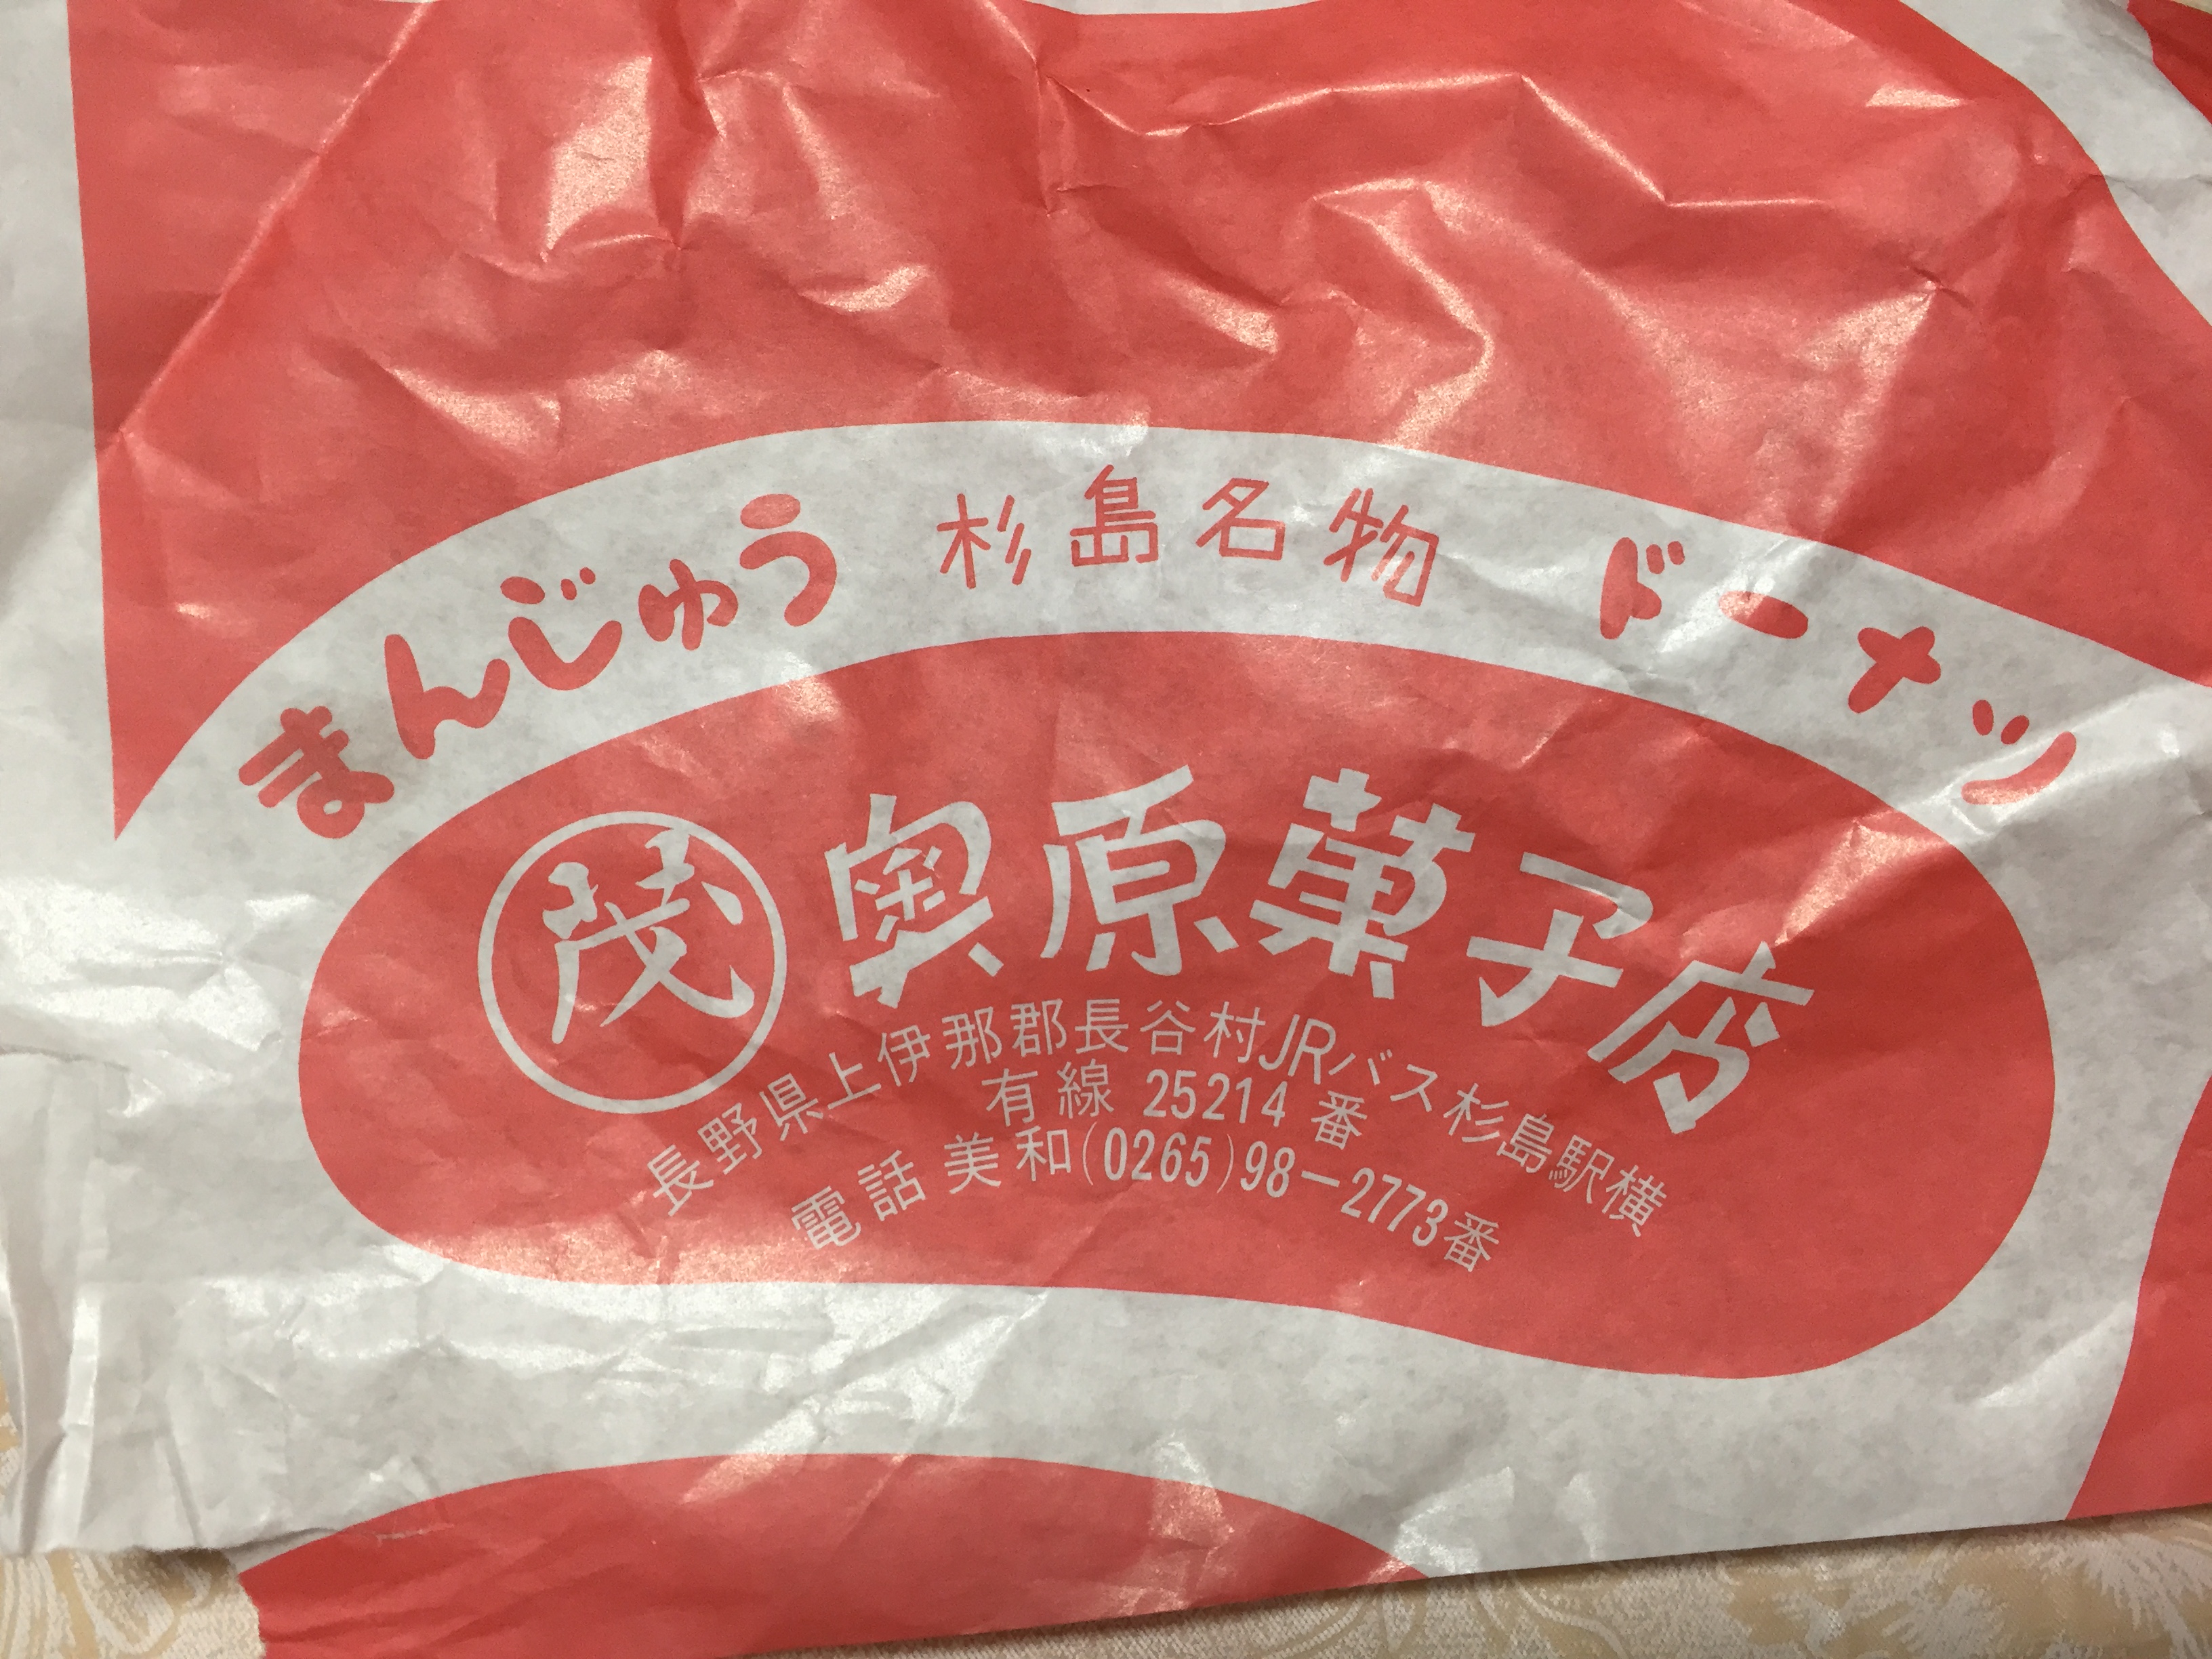 まんじゅう 杉島名物 ドーナツ
茂 奥原菓子店
長野県上伊那郡長谷村JRバス杉島駅横
有線 25214 番
電話 美和(0265)98−2773番